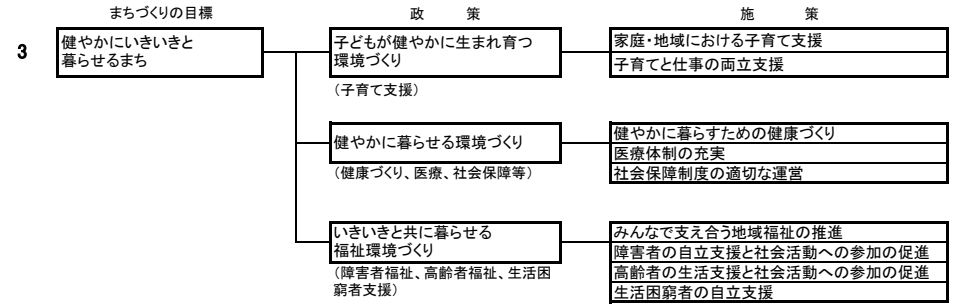 まちづくりの目標
政　　策
施　　策
3
健やかにいきいきと
暮らせるまち
子どもが健やかに生まれ育つ
環境づくり
(子育て支援)
家庭・地域における子育て支援
子育てと仕事の両立支援
健やかに暮らせる環境づくり
(健康づくり、医療、社会保障等)
健やかに暮らすための健康づくり
医療体制の充実
社会保障制度の適切な運営
いきいきと共に暮らせる
福祉環境づくり
(障害者福祉、高齢者福祉、生活困
窮者支援)
みんなで支え合う地域福祉の推進
障害者の自立支援と社会活動への参加の促進
高齢者の生活支援と社会活動への参加の促進
生活困窮者の自立支援